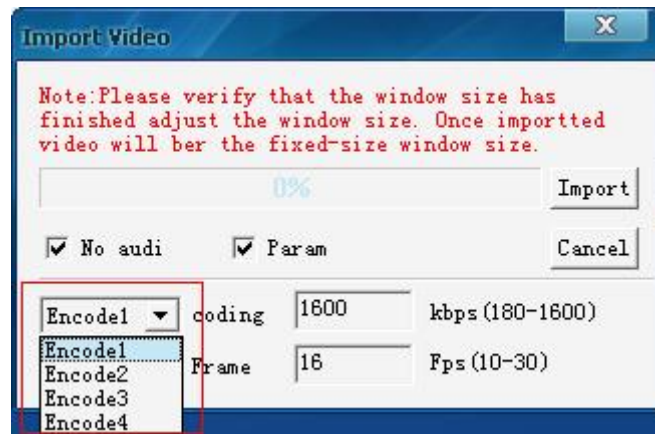 Import Video
Note:Please verify that the window size has
finished adjust the window size. Once importted
video will ber the fixed-size window size.
0%
Import
No audi
Param
Cancel
Encode1
coding
1600
kbps(180-1600)
Encode1
Encode2
Frame
16
Fps(10-30)
Encode3
Encode4